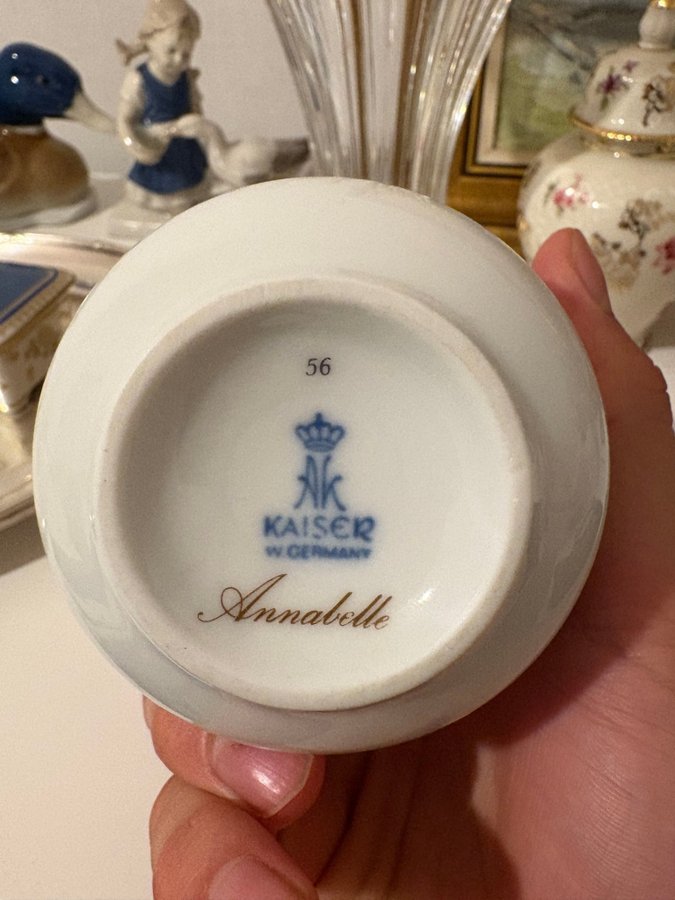 56
AK
KAISER
W. GERMANY
Annabelle